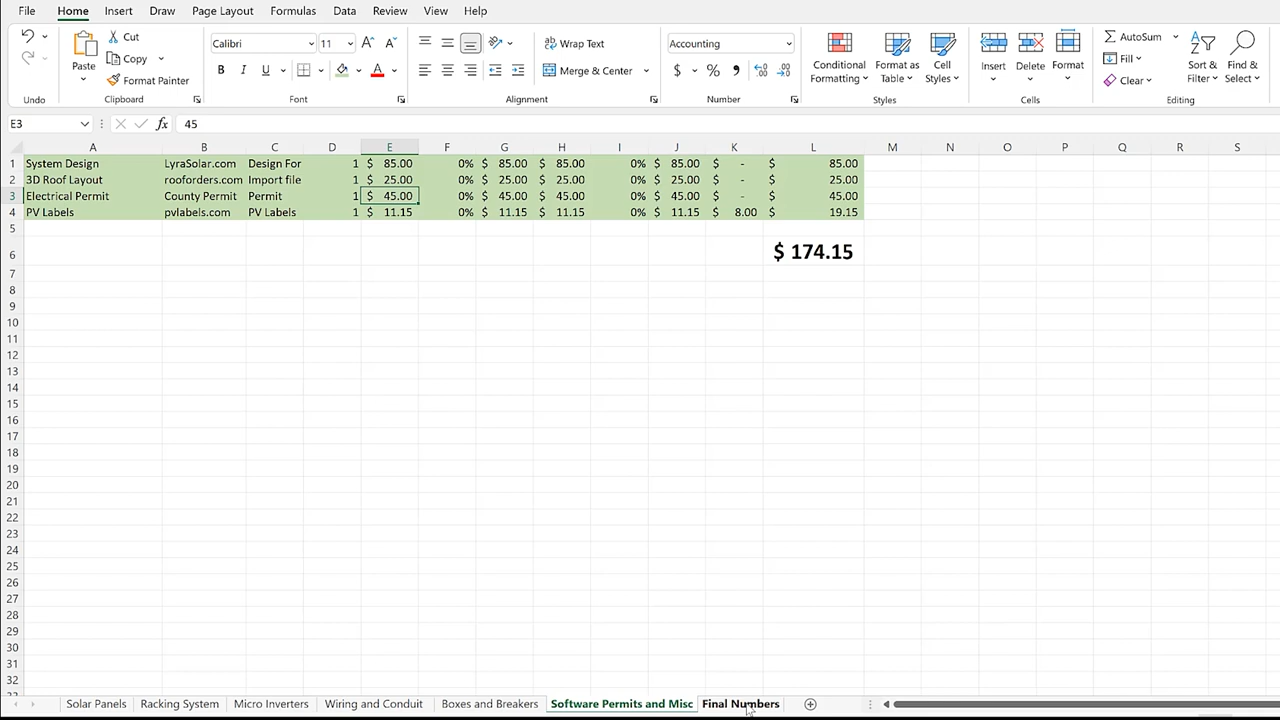 File Home Insert Draw Page Layout Formulas Data Review View Help
Cut
Copy
Format Painter
Paste
Calibri 11 A A
B I U A
Wrap Text
Merge & Center
Accounting
$ % ,
Conditional Formatting
Format as Table
Cell Styles
Insert
Delete
Format
AutoSum
Fill
Clear
Sort & Filter
Find & Select
Undo Clipboard Font Alignment Number Styles Cells Editing
E3 fx 45
A B C D E F G H I J K L M N O P Q R S
1 System Design LyraSolar.com Design For 1 $ 85.00 0% $ 85.00 $ 85.00 0% $ 85.00 $ - $ 85.00
2 3D Roof Layout rooforders.com Import file 1 $ 25.00 0% $ 25.00 $ 25.00 0% $ 25.00 $ - $ 25.00
3 Electrical Permit County Permit Permit 1 $ 45.00 0% $ 45.00 $ 45.00 0% $ 45.00 $ - $ 45.00
4 PV Labels pvlabels.com PV Labels 1 $ 11.15 0% $ 11.15 $ 11.15 0% $ 11.15 $ 8.00 $ 19.15
5
6 $ 174.15
7
8
9
10
11
12
13
14
15
16
17
18
19
20
21
22
23
24
25
26
27
28
29
30
31
32
Solar Panels Racking System Micro Inverters Wiring and Conduit Boxes and Breakers Software Permits and Misc Final Numbers